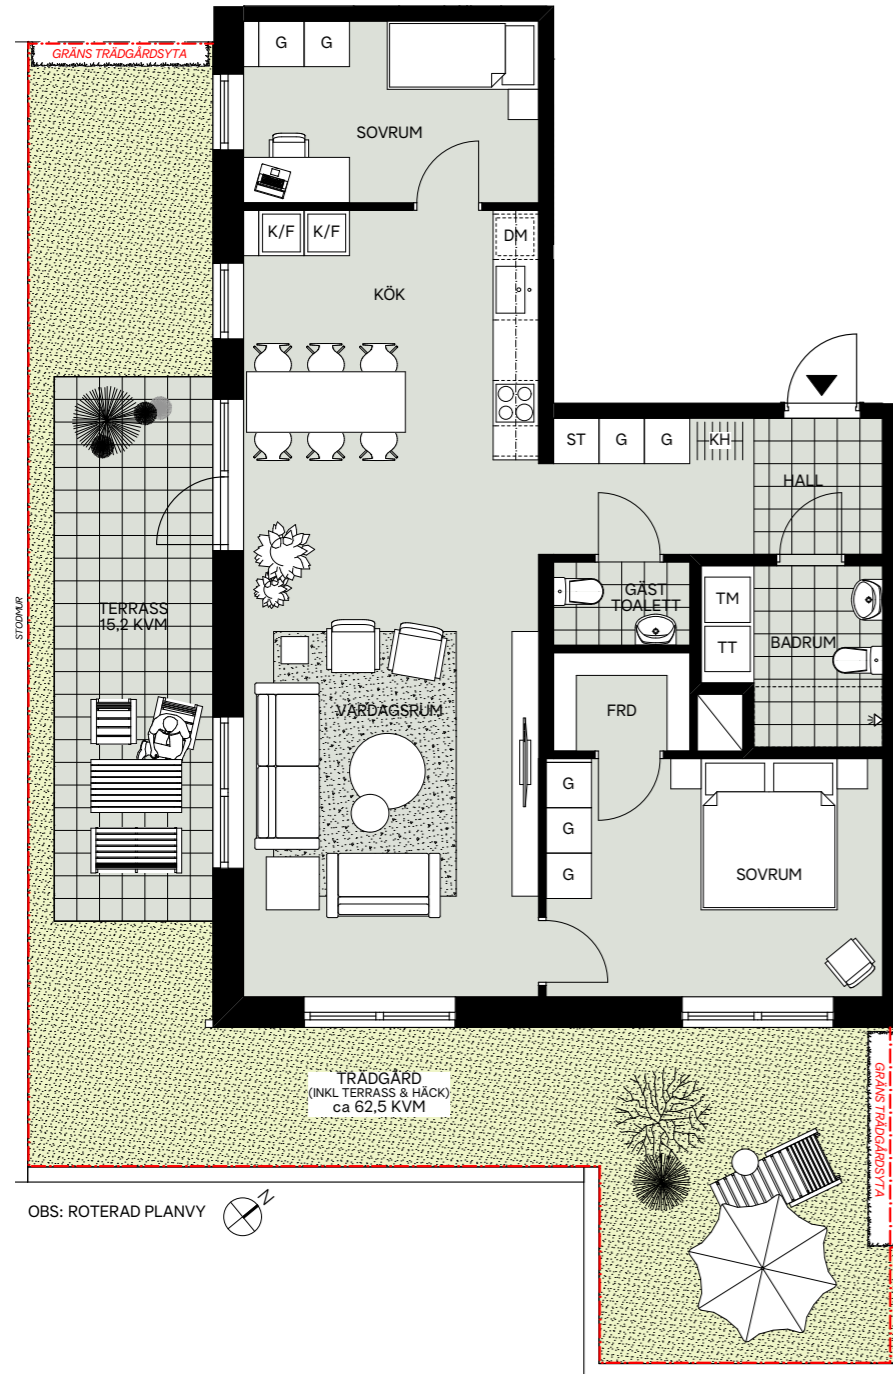 GRÄNS TRÄDGÅRDSYTA
G
G
SOVRUM
K/F
K/F
DM
KÖK
ST
G
G
KH
HALL
GÄST
TOALETT
TM
TT
BADRUM
TERRASS
15,2 KVM
STÖDMUR
VARDAGSRUM
FRD
G
G
G
SOVRUM
TRÄDGÅRD
(INKL TERRASS & HÄCK)
ca 62,5 KVM
GRÄNS TRÄDGÅRDSYTA
OBS: ROTERAD PLANVY
N